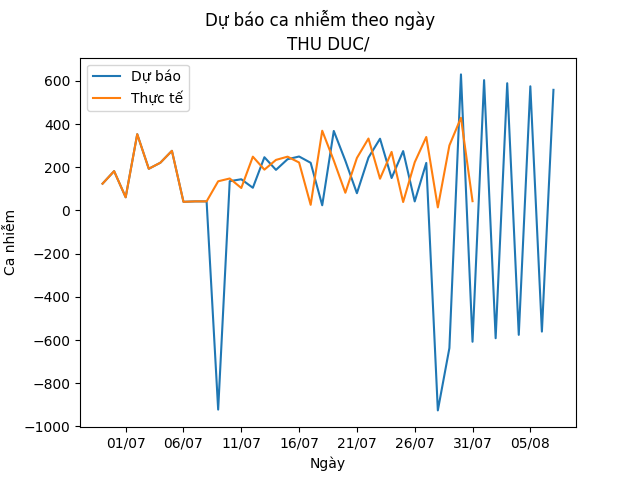 Dự báo ca nhiễm theo ngày
THU DUC/
Dự báo
Thực tế
600
400
200
0
−200
−400
−600
−800
−1000
Ca nhiễm
01/07 06/07 11/07 16/07 21/07 26/07 31/07 05/08
Ngày